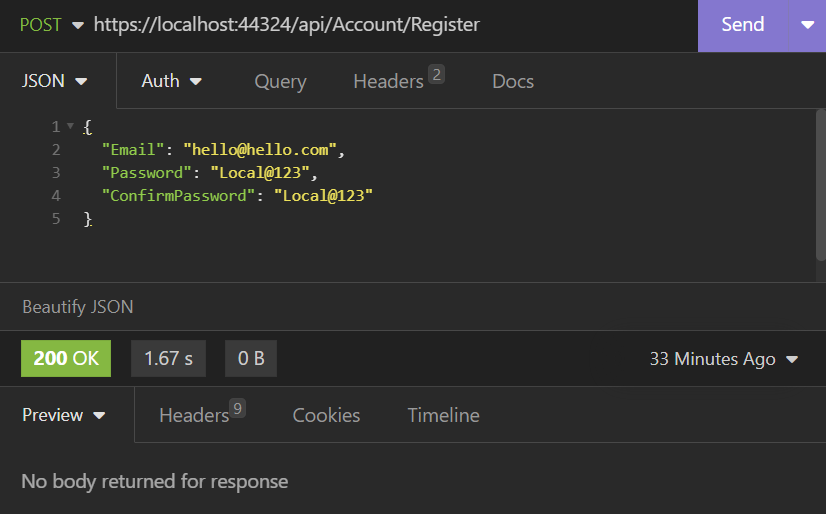 POST https://localhost:44324/api/Account/Register Send
JSON Auth Query Headers 2 Docs
1 {
2 "Email": "hello@hello.com",
3 "Password": "Local@123",
4 "ConfirmPassword": "Local@123"
5 }
Beautify JSON
200 OK 1.67 s 0 B 33 Minutes Ago
Preview Headers 9 Cookies Timeline
No body returned for response